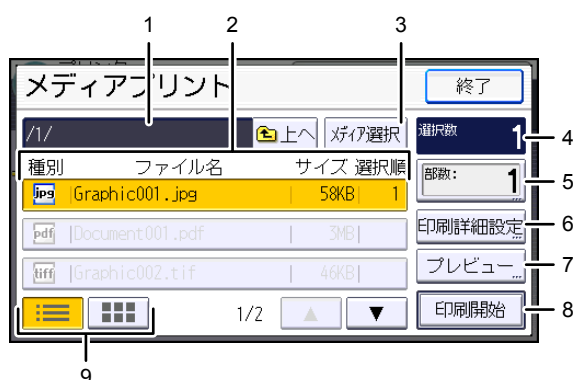 1 2 3
メディアプリント 終了
/1/ 上へ メディア選択 選択数 1 4
種別 ファイル名 サイズ 選択順
部数: 1 5
jpg Graphic001.jpg 58KB 1
pdf Document001.pdf 3MB 印刷詳細設定 6
tiff Graphic002.tif 46KB プレビュー 7
1/2 ▲ ▼ 印刷開始 8
9